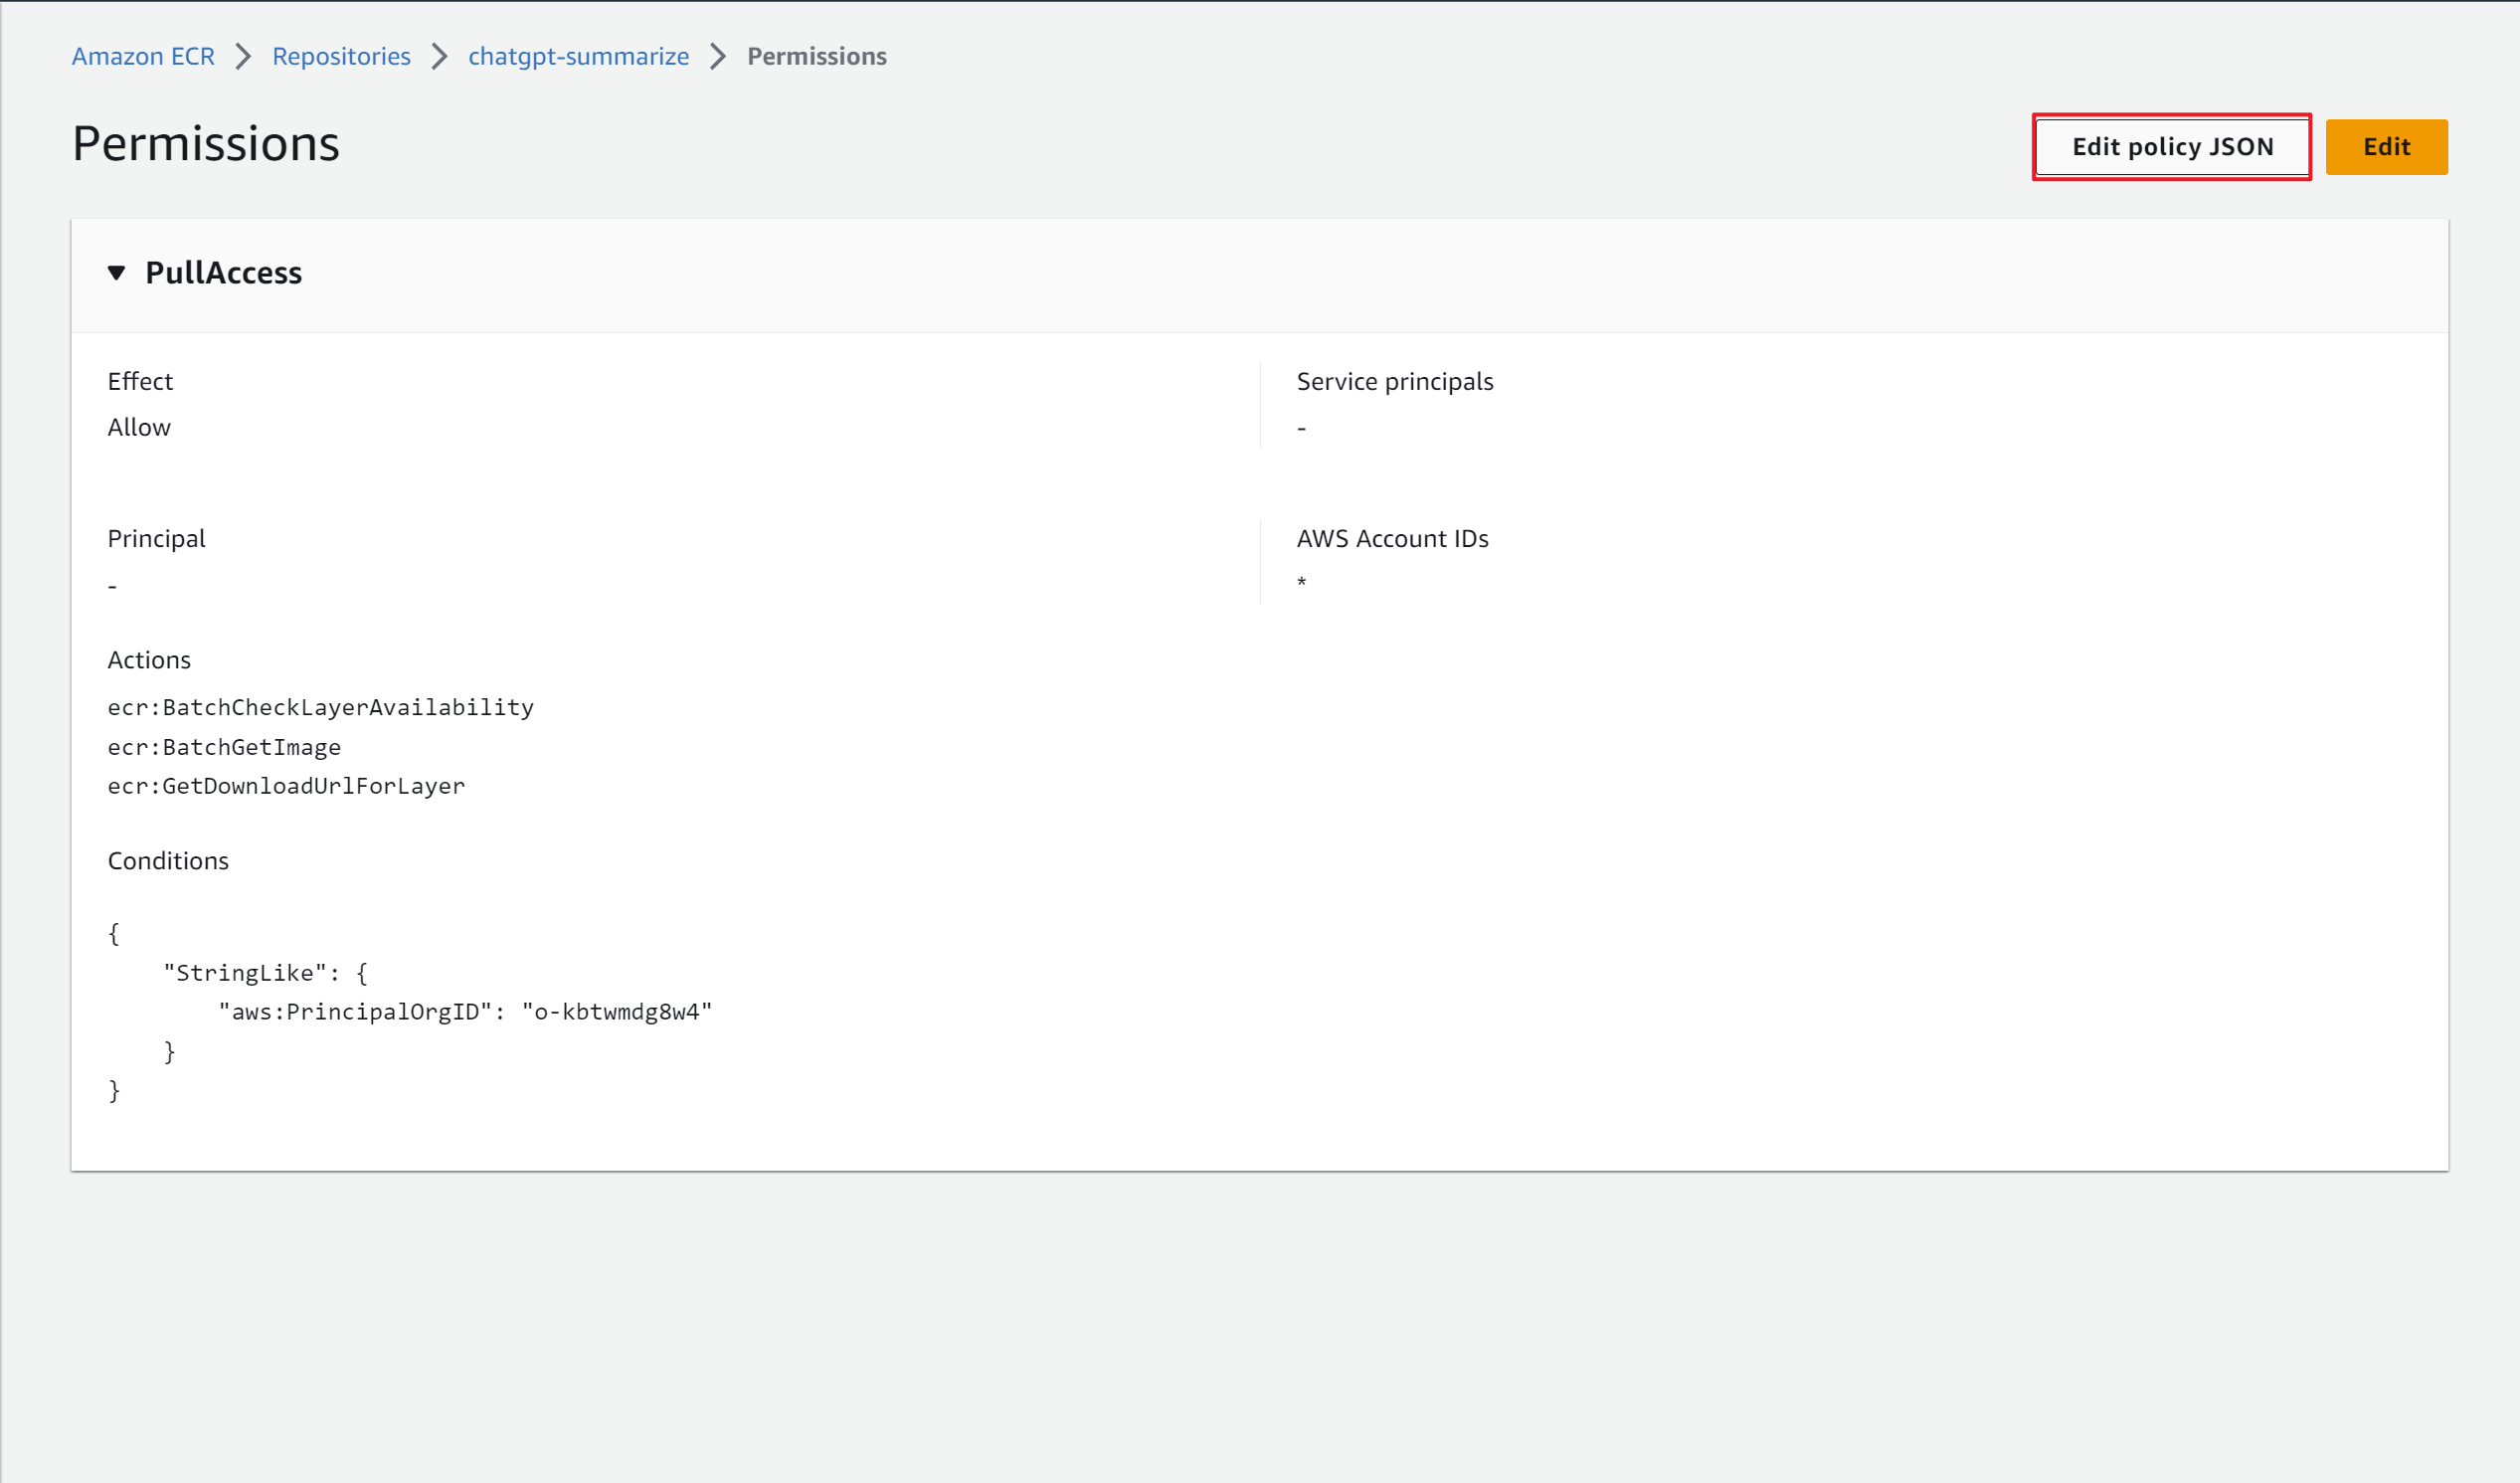 Amazon ECR > Repositories > chatgpt-summarize > Permissions
Permissions
Edit policy JSON
Edit
PullAccess
Effect
Allow
Service principals
-
Principal
-
AWS Account IDs
*
Actions
ecr:BatchCheckLayerAvailability
ecr:BatchGetImage
ecr:GetDownloadUrlForLayer
Conditions
{
    "StringLike": {
        "aws:PrincipalOrgID": "o-kbtwmdg8w4"
    }
}